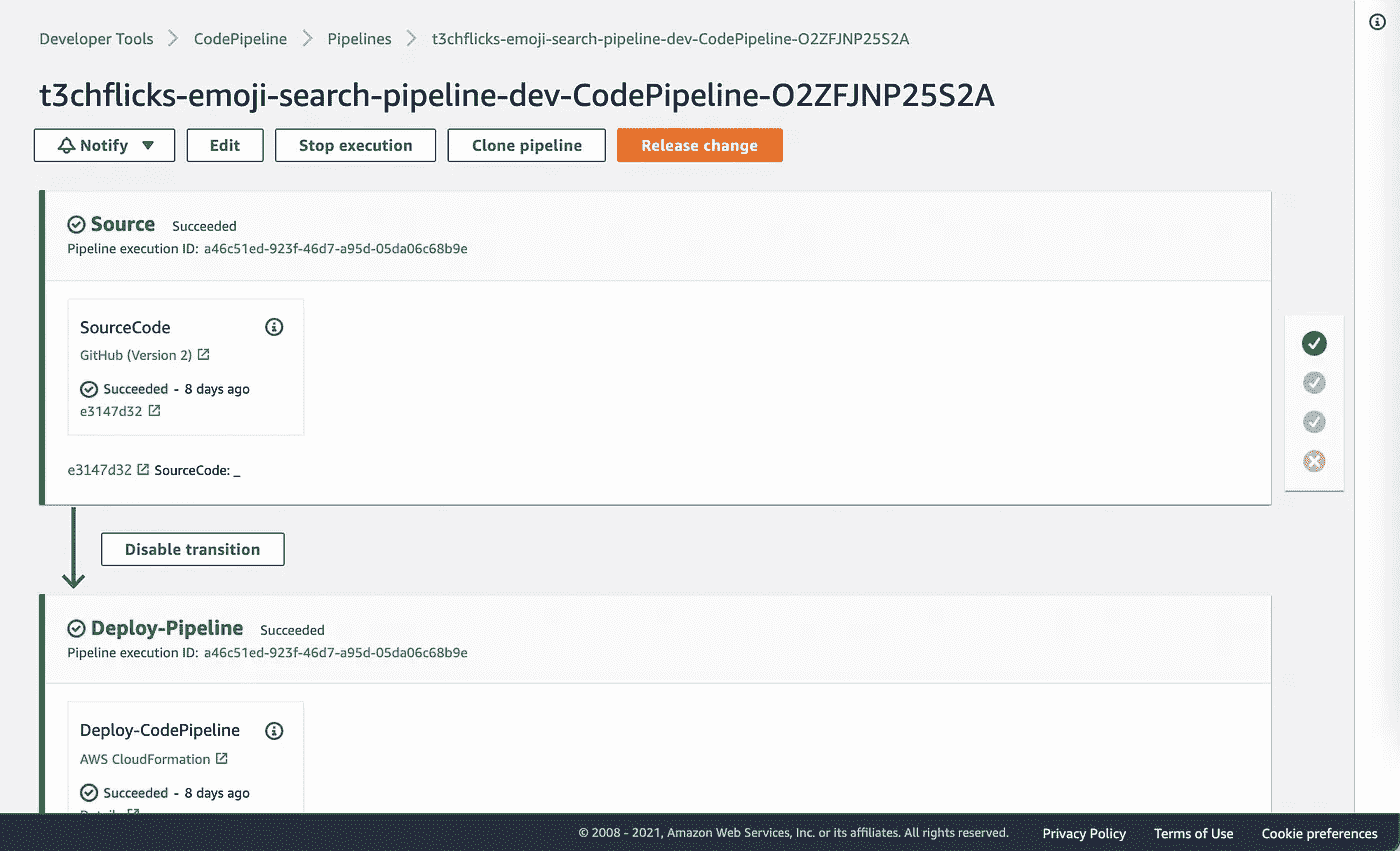 Developer Tools > CodePipeline > Pipelines > t3chflicks-emoji-search-pipeline-dev-CodePipeline-O2ZFJNP25S2A
t3chflicks-emoji-search-pipeline-dev-CodePipeline-O2ZFJNP25S2A
Notify Edit Stop execution Clone pipeline Release change
Source Succeeded
Pipeline execution ID: a46c51ed-923f-46d7-a95d-05da06c68b9e
SourceCode
GitHub (Version 2)
Succeeded - 8 days ago
e3147d32
e3147d32 SourceCode: _
Disable transition
Deploy-Pipeline Succeeded
Pipeline execution ID: a46c51ed-923f-46d7-a95d-05da06c68b9e
Deploy-CodePipeline
AWS CloudFormation
Succeeded - 8 days ago
© 2008 - 2021, Amazon Web Services, Inc. or its affiliates. All rights reserved. Privacy Policy Terms of Use Cookie preferences